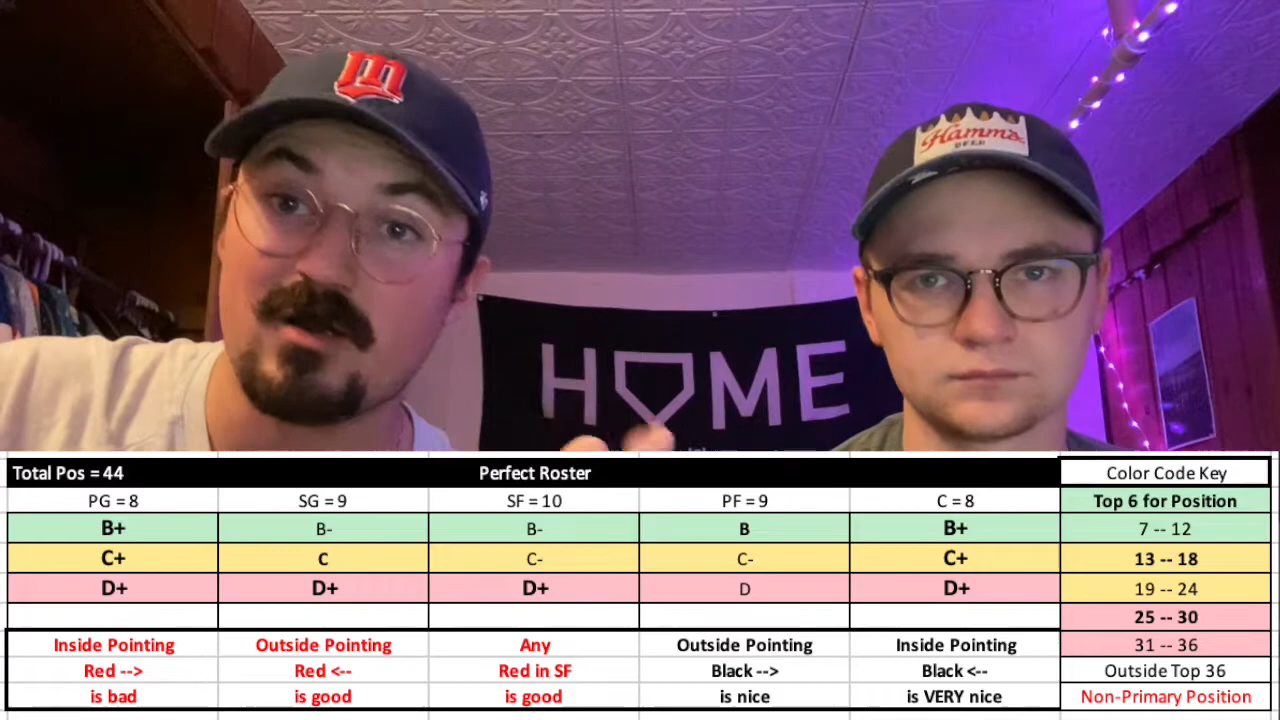 m
Hamm's
BEER
HOME
Total Pos = 44 Perfect Roster Color Code Key
PG = 8 SG = 9 SF = 10 PF = 9 C = 8 Top 6 for Position
B+ B- B- B B+ 7 -- 12
C+ C C- C- C+ 13 -- 18
D+ D+ D+ D D+ 19 -- 24
25 -- 30
Inside Pointing Outside Pointing Any Outside Pointing Inside Pointing 31 -- 36
Red --> Red <-- Red in SF Black --> Black <-- Outside Top 36
is bad is good is good is nice is VERY nice Non-Primary Position